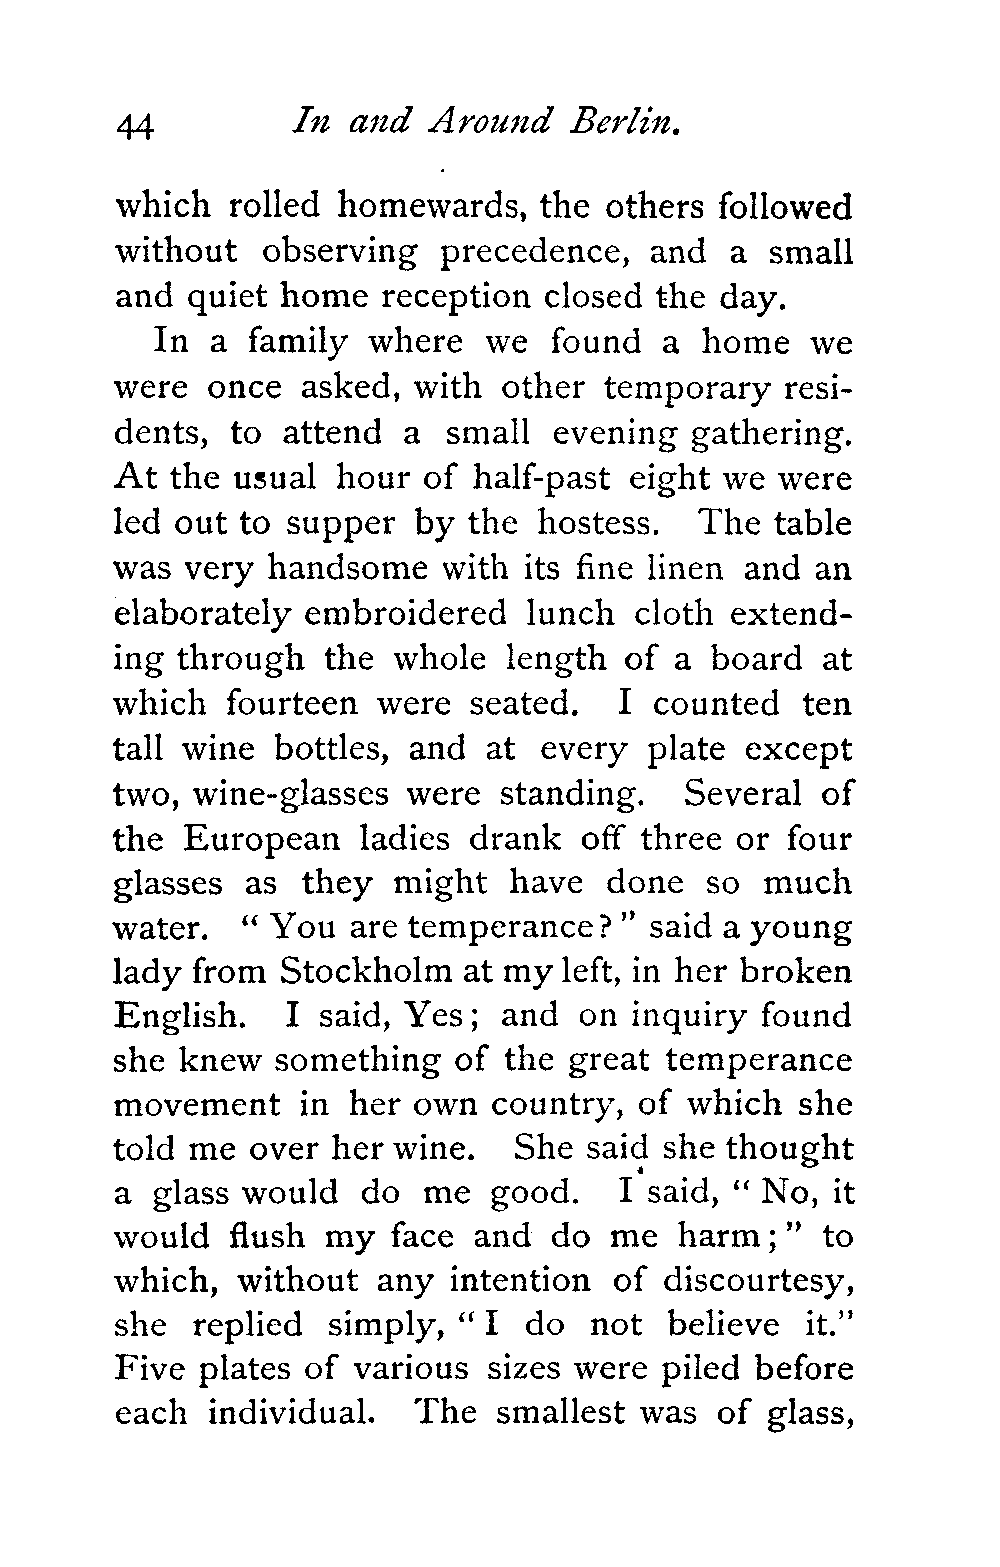 44 In and Around Berlin.
which rolled homewards, the others followed
without observing precedence, and a small
and quiet home reception closed the day.
In a family where we found a home we
were once asked, with other temporary resi-
dents, to attend a small evening gathering.
At the usual hour of half-past eight we were
led out to supper by the hostess. The table
was very handsome with its fine linen and an
elaborately embroidered lunch cloth extend-
ing through the whole length of a board at
which fourteen were seated. I counted ten
tall wine bottles, and at every plate except
two, wine-glasses were standing. Several of
the European ladies drank off three or four
glasses as they might have done so much
water. "You are temperance?" said a young
lady from Stockholm at my left, in her broken
English. I said, Yes; and on inquiry found
she knew something of the great temperance
movement in her own country, of which she
told me over her wine. She said she thought
a glass would do me good. I said, "No, it
would flush my face and do me harm;" to
which, without any intention of discourtesy,
she replied simply, "I do not believe it."
Five plates of various sizes were piled before
each individual. The smallest was of glass,